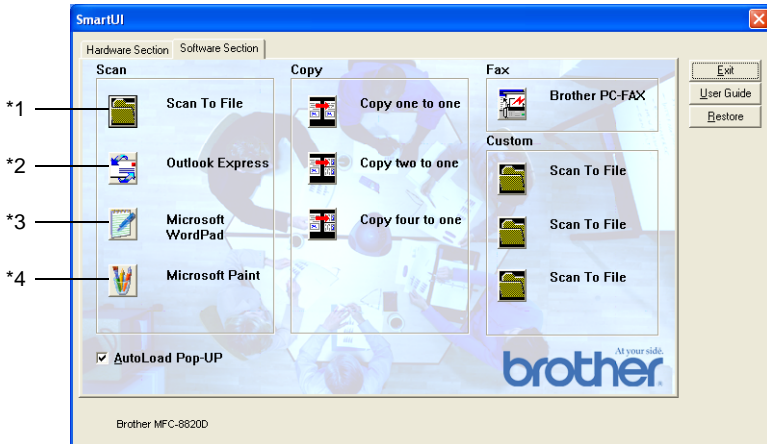 SmartUI
Hardware Section
Software Section
Scan
*1
Scan To File
*2
Outlook Express
*3
Microsoft
WordPad
*4
Microsoft Paint
Copy
Copy one to one
Copy two to one
Copy four to one
Fax
Brother PC-FAX
Custom
Scan To File
Scan To File
Scan To File
Exit
User Guide
Restore
AutoLoad Pop-UP
At your side.
brother
Brother MFC-8820D